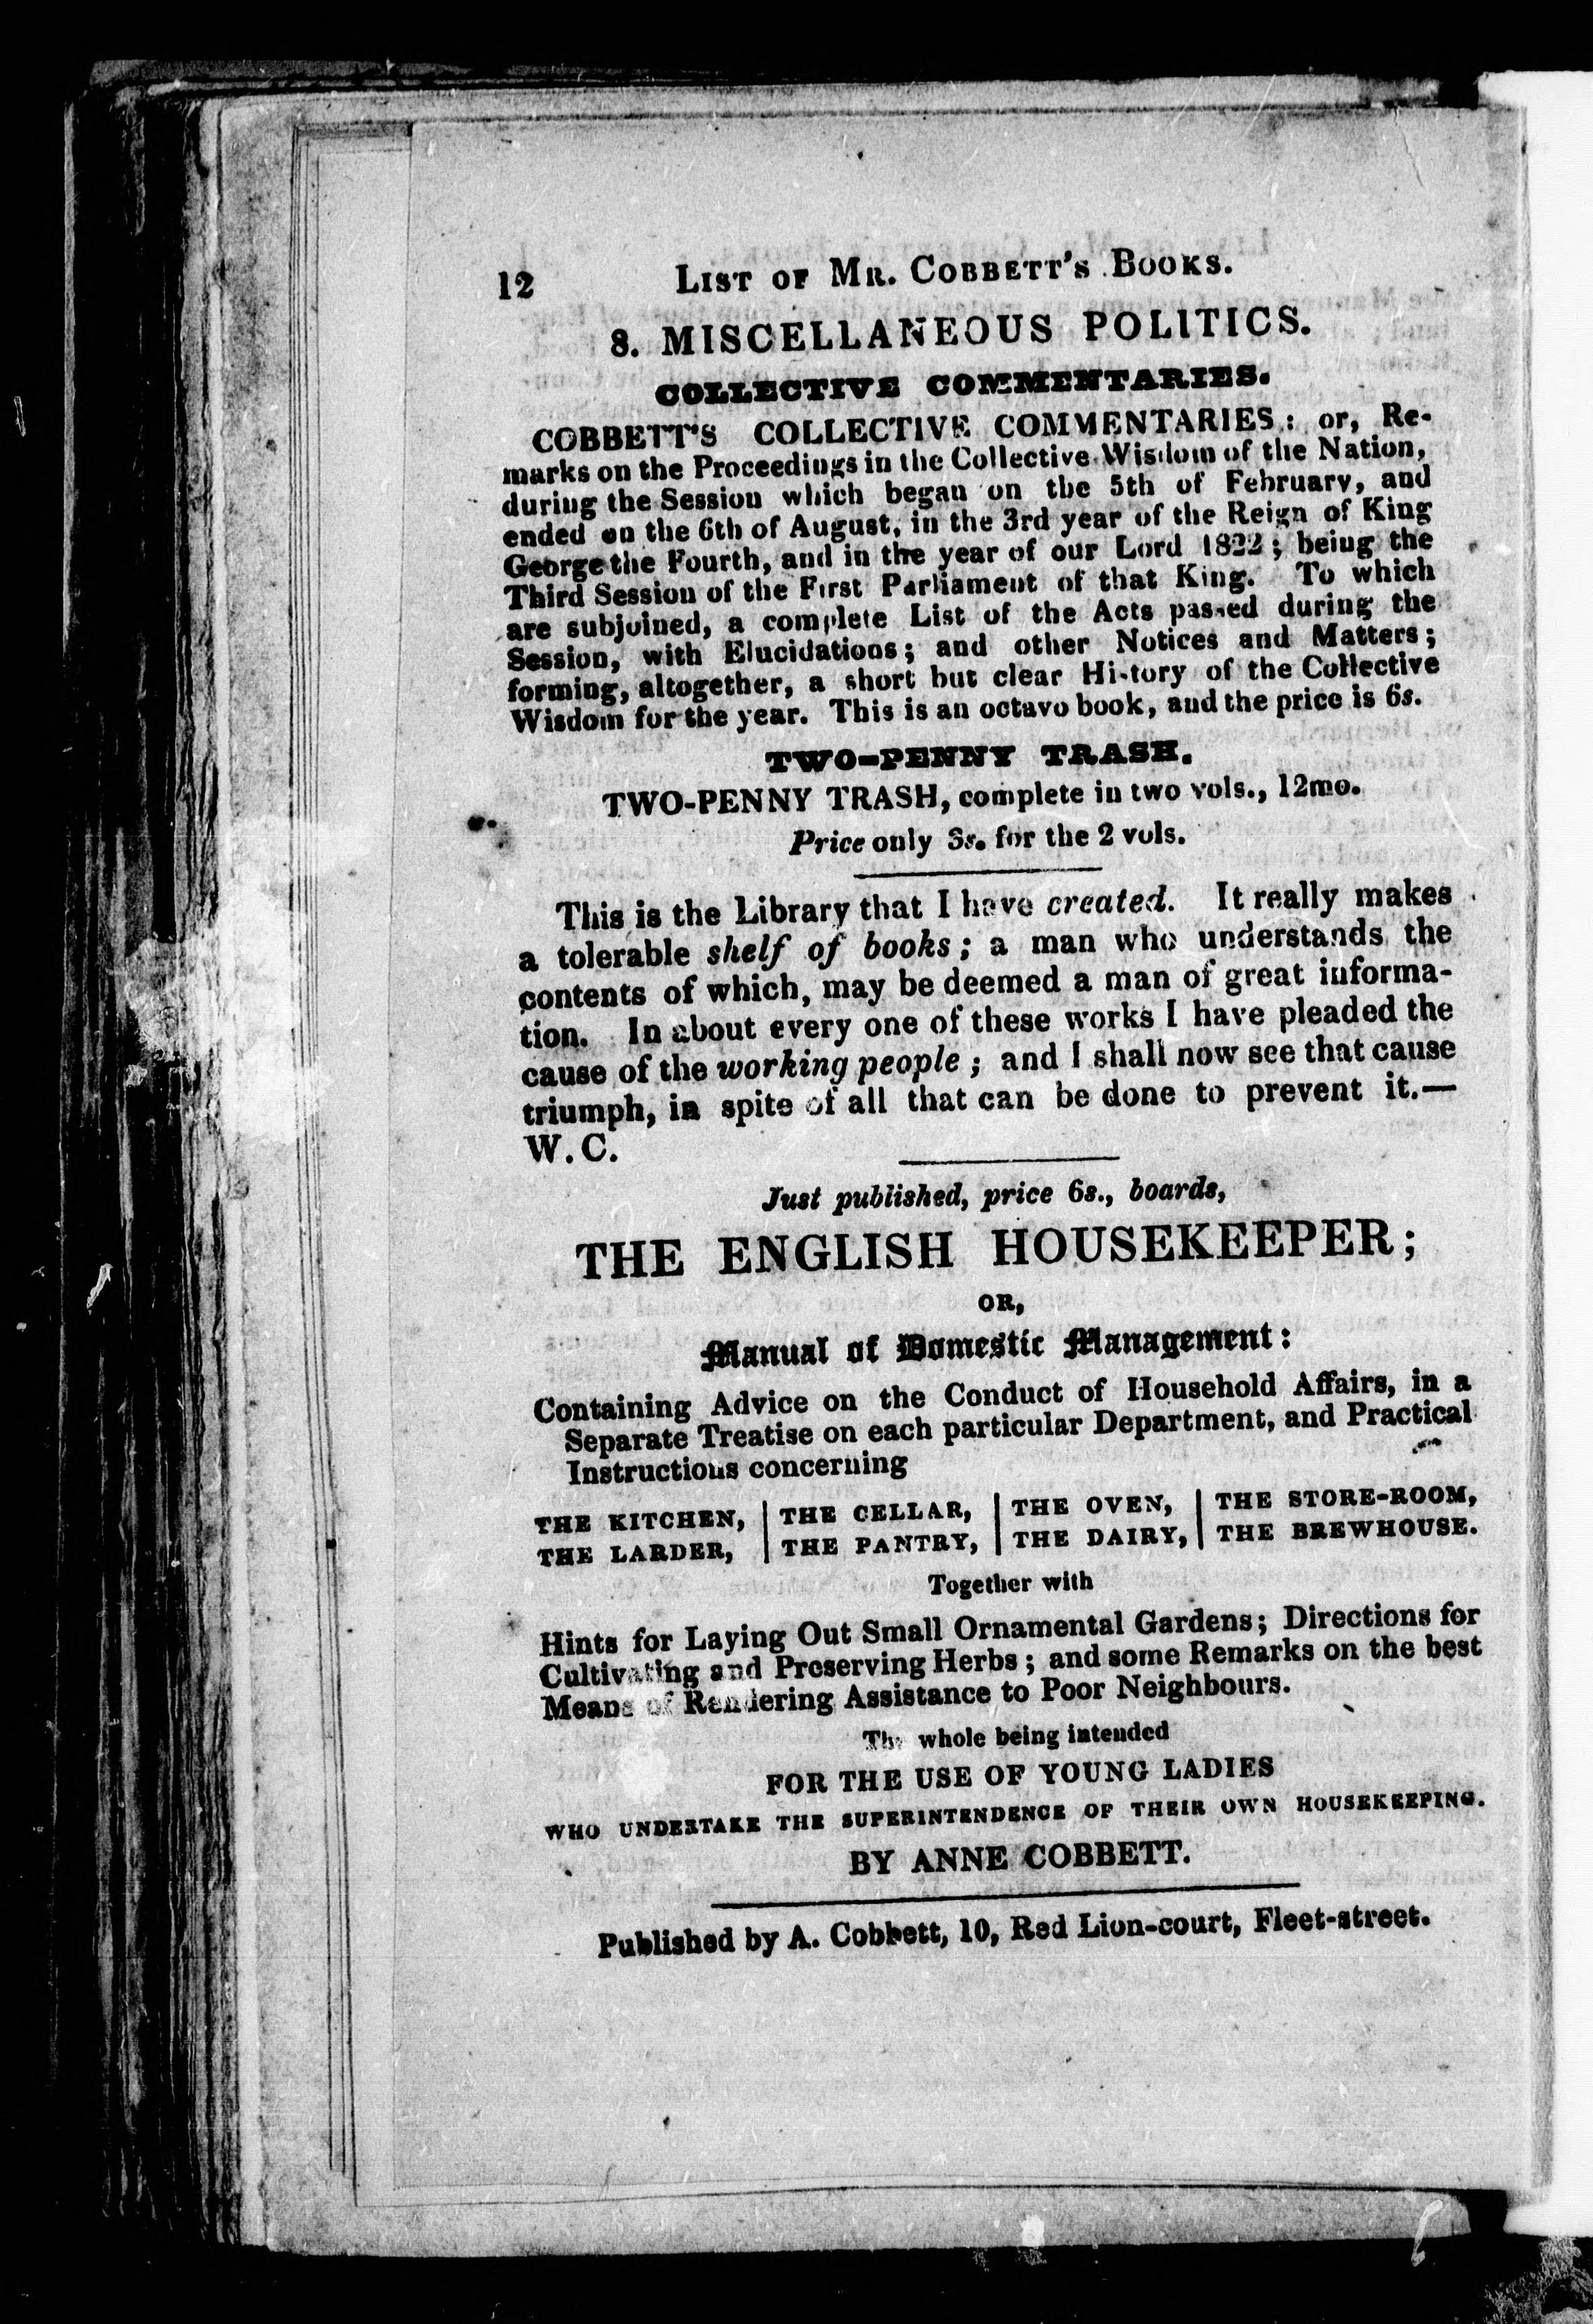 12 LIST OF MR. COBBETT'S BOOKS.
8. MISCELLANEOUS POLITICS.
COLLECTIVE COMMENTARIES.
COBBETT'S COLLECTIVE COMMENTARIES: or, Re-
marks on the Proceedings in the Collective Wisdom of the Nation,
during the Session which began on the 5th of February, and
ended on the 6th of August, in the 3rd year of the Reign of King
George the Fourth, and in the year of our Lord 1822; being the
Third Session of the First Parliament of that King. To which
are subjoined, a complete List of the Acts passed during the
Session, with Elucidations; and other Notices and Matters;
forming, altogether, a short but clear History of the Collective
Wisdom for the year. This is an octavo book, and the price is 6s.
TWO-PENNY TRASH.
TWO-PENNY TRASH, complete in two vols., 12mo.
Price only 3s. for the 2 vols.
This is the Library that I have created. It really makes
a tolerable shelf of books; a man who understands the
contents of which, may be deemed a man of great informa-
tion. In about every one of these works I have pleaded the
cause of the working people; and I shall now see that cause
triumph, in spite of all that can be done to prevent it.—
W. C.
Just published, price 6s., boards,
THE ENGLISH HOUSEKEEPER;
OR,
Manual of Domestic Management:
Containing Advice on the Conduct of Household Affairs, in a
Separate Treatise on each particular Department, and Practical
Instructions concerning
THE KITCHEN, | THE CELLAR, | THE OVEN, | THE STORE-ROOM,
THE LARDER, | THE PANTRY, | THE DAIRY, | THE BREWHOUSE.
Together with
Hints for Laying Out Small Ornamental Gardens; Directions for
Cultivating and Preserving Herbs; and some Remarks on the best
Means of Rendering Assistance to Poor Neighbours.
The whole being intended
FOR THE USE OF YOUNG LADIES
WHO UNDERTAKE THE SUPERINTENDENCE OF THEIR OWN HOUSEKEEPING.
BY ANNE COBBETT.
Published by A. Cobbett, 10, Red Lion-court, Fleet-street.